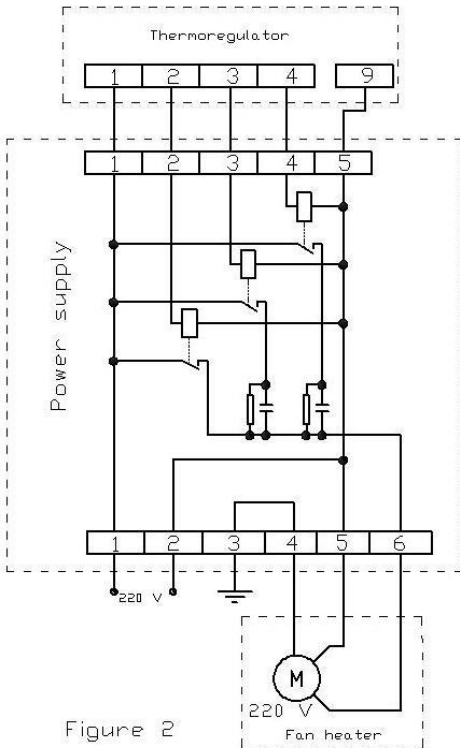 Thermoregulator
1 2 3 4 9
1 2 3 4 5
Power supply
1 2 3 4 5 6
220 V
M
220 V
Figure 2
Fan heater